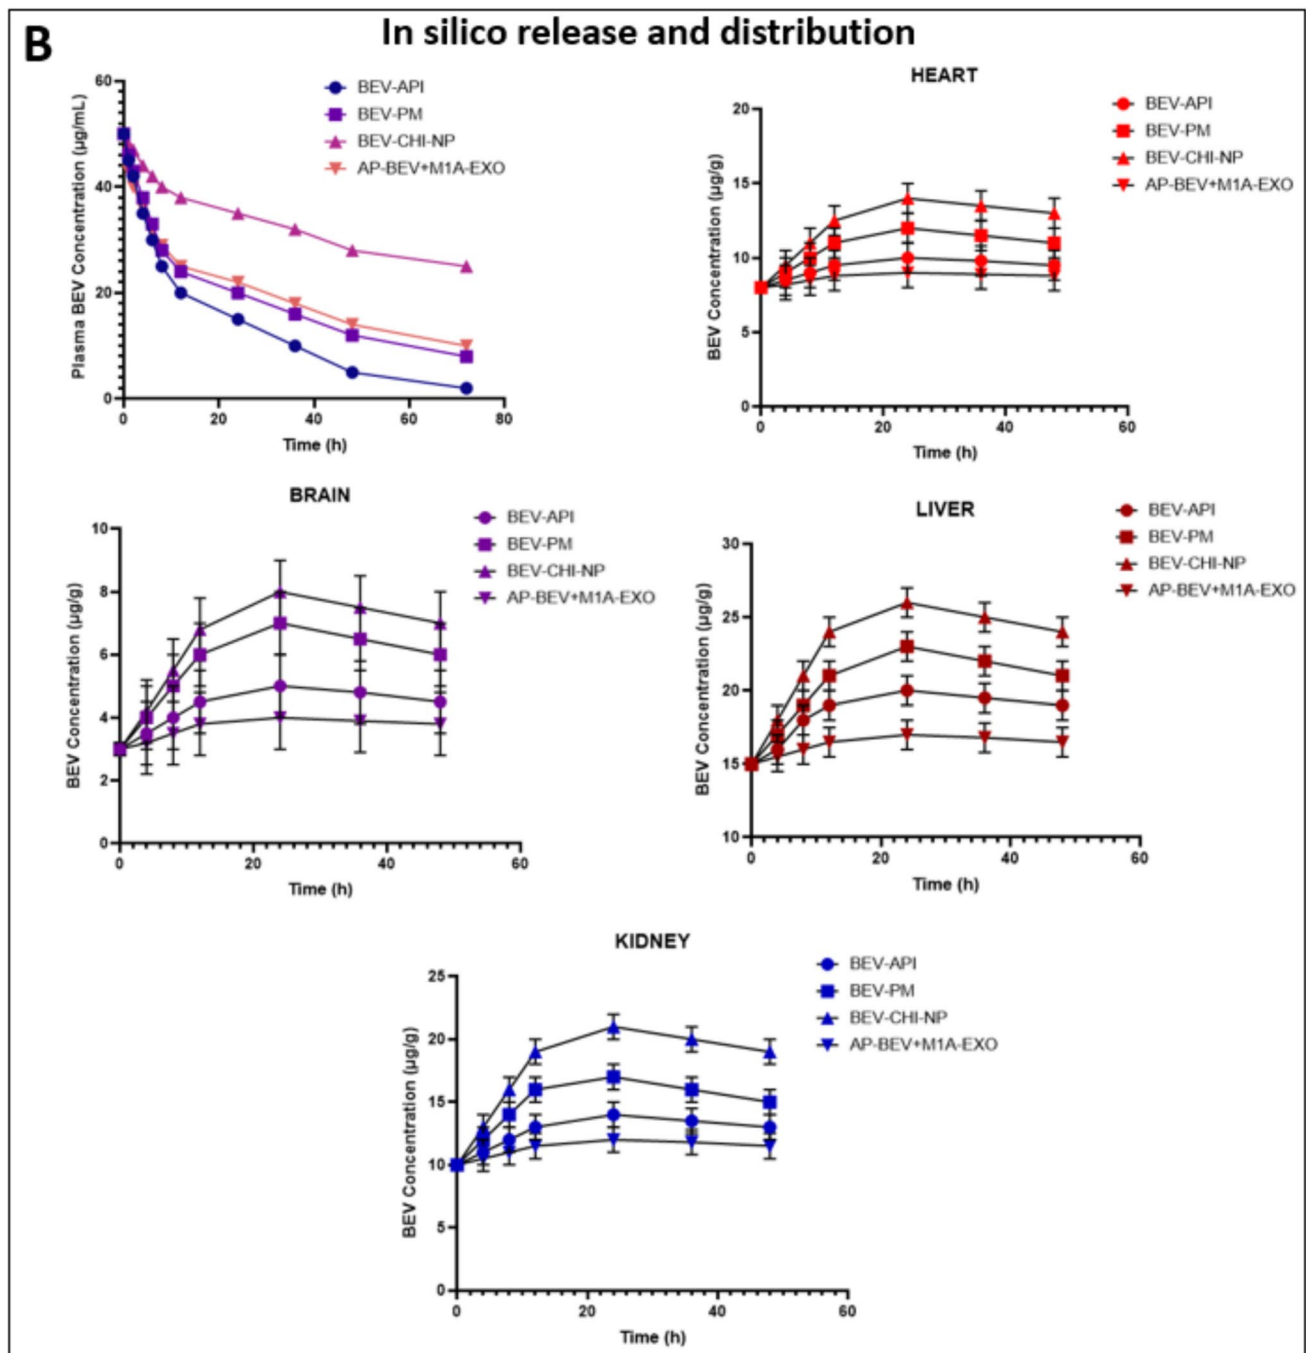 B
In silico release and distribution
60
40
20
0
Plasma BEV Concentration (µg/mL)
0 20 40 60 80
Time (h)
BEV-API
BEV-PM
BEV-CHI-NP
AP-BEV+M1A-EXO
HEART
20
15
10
5
0
BEV Concentration (µg/g)
0 20 40 60
Time (h)
BEV-API
BEV-PM
BEV-CHI-NP
AP-BEV+M1A-EXO
BRAIN
10
8
6
4
2
0
BEV Concentration (µg/g)
0 20 40 60
Time (h)
BEV-API
BEV-PM
BEV-CHI-NP
AP-BEV+M1A-EXO
LIVER
30
25
20
15
10
BEV Concentration (µg/g)
0 20 40 60
Time (h)
BEV-API
BEV-PM
BEV-CHI-NP
AP-BEV+M1A-EXO
KIDNEY
25
20
15
10
5
0
BEV Concentration (µg/g)
0 20 40 60
Time (h)
BEV-API
BEV-PM
BEV-CHI-NP
AP-BEV+M1A-EXO